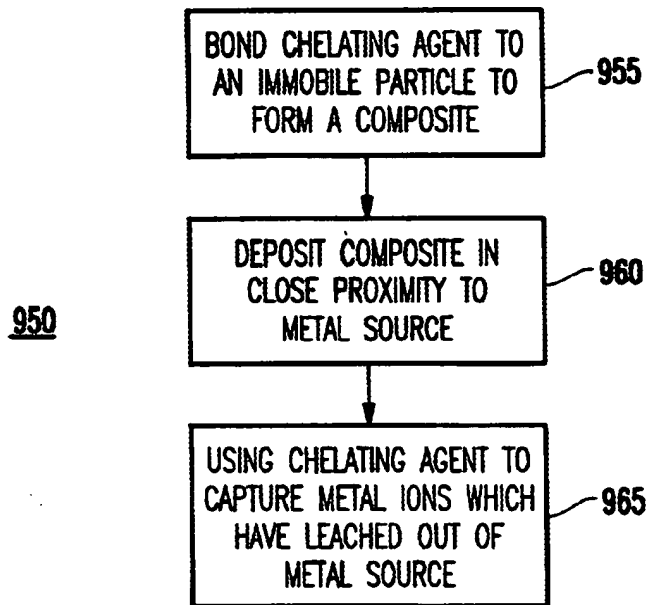 BOND CHELATING AGENT TO
AN IMMOBILE PARTICLE TO
FORM A COMPOSITE
955
DEPOSIT COMPOSITE IN
CLOSE PROXIMITY TO
METAL SOURCE
960
950
USING CHELATING AGENT TO
CAPTURE METAL IONS WHICH
HAVE LEACHED OUT OF
METAL SOURCE
965